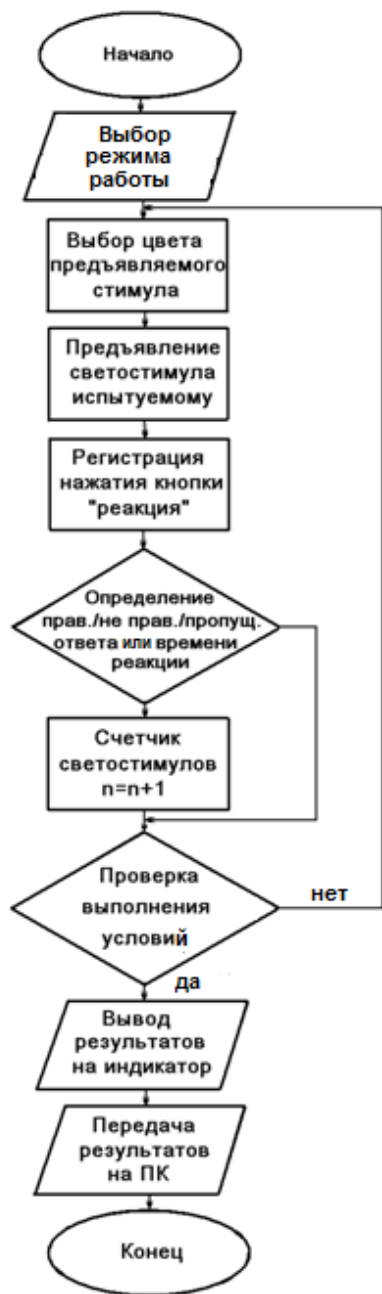 Начало
Выбор
режима
работы
Выбор цвета
предъявляемого
стимула
Предъявление
светостимула
испытуемому
Регистрация
нажатия кнопки
"реакция"
Определение
прав./не прав./пропущ.
ответа или времени
реакции
Счетчик
светостимулов
n=n+1
Проверка
выполнения
условий
нет
да
Вывод
результатов
на индикатор
Передача
результатов
на ПК
Конец